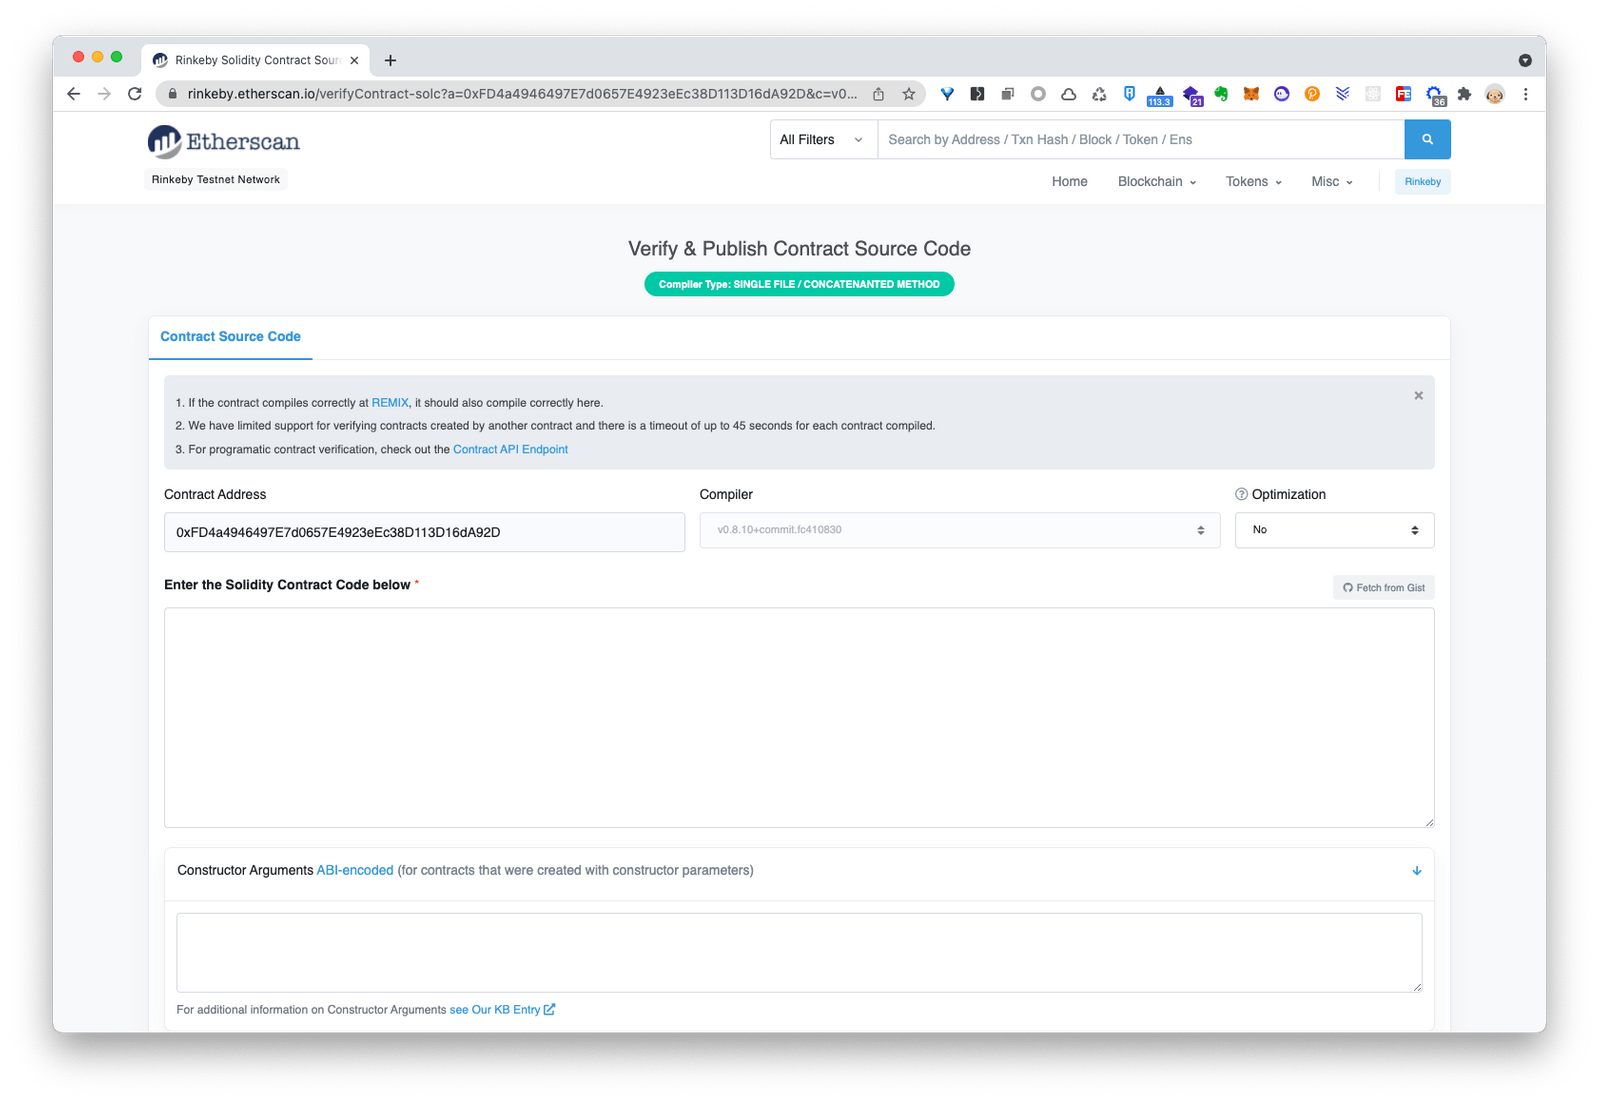 Rinkeby Solidity Contract Sour
rinkeby.etherscan.io/verifyContract-solc?a=0xFD4a4946497E7d0657E4923eEc38D113D16dA92D&c=v0...
113.3
21
FE
36
Etherscan
All Filters
Search by Address / Txn Hash / Block / Token / Ens
Rinkeby Testnet Network
Home
Blockchain
Tokens
Misc
Rinkeby
Verify & Publish Contract Source Code
Compiler Type: SINGLE FILE / CONCATENANTED METHOD
Contract Source Code
1. If the contract compiles correctly at REMIX, it should also compile correctly here.
2. We have limited support for verifying contracts created by another contract and there is a timeout of up to 45 seconds for each contract compiled.
3. For programatic contract verification, check out the Contract API Endpoint
Contract Address
Compiler
Optimization
0xFD4a4946497E7d0657E4923eEc38D113D16dA92D
v0.8.10+commit.fc410830
No
Enter the Solidity Contract Code below *
Fetch from Gist
Constructor Arguments ABI-encoded (for contracts that were created with constructor parameters)
For additional information on Constructor Arguments see Our KB Entry